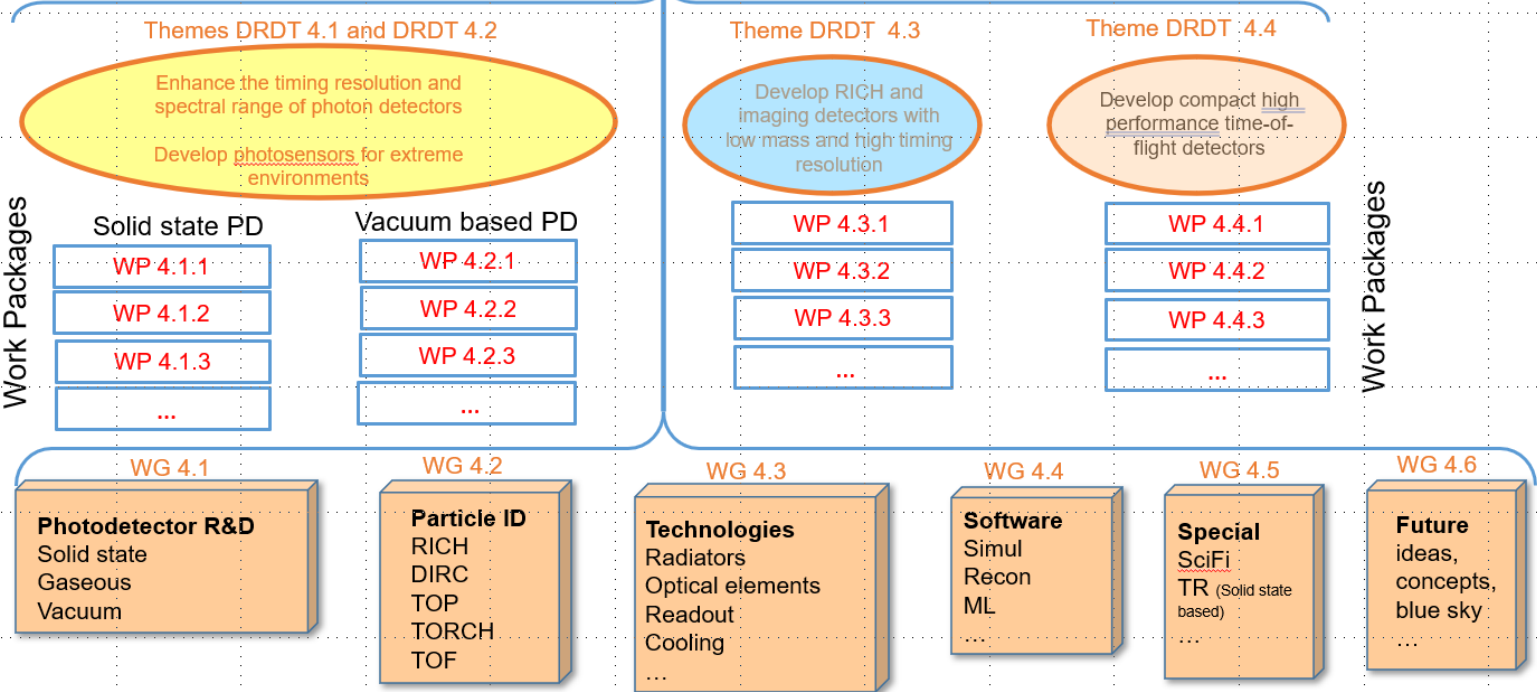 Themes DRDT 4.1 and DRDT 4.2
Enhance the timing resolution and
spectral range of photon detectors
Develop photosensors for extreme
environments
Theme DRDT 4.3
Develop RICH and
imaging detectors with
low mass and high timing
resolution
Theme DRDT 4.4
Develop compact high
performance time-of-
flight detectors
Work Packages
Solid state PD
WP 4.1.1
WP 4.1.2
WP 4.1.3
...
Vacuum based PD
WP 4.2.1
WP 4.2.2
WP 4.2.3
...
WP 4.3.1
WP 4.3.2
WP 4.3.3
...
WP 4.4.1
WP 4.4.2
WP 4.4.3
...
Work Packages
WG 4.1
Photodetector R&D
Solid state
Gaseous
Vacuum
WG 4.2
Particle ID
RICH
DIRC
TOP
TORCH
TOF
WG 4.3
Technologies
Radiators
Optical elements
Readout
Cooling
...
WG 4.4
Software
Simul
Recon
ML
...
WG 4.5
Special
SciFi
TR (Solid state
based)
...
WG 4.6
Future
ideas,
concepts,
blue sky
...